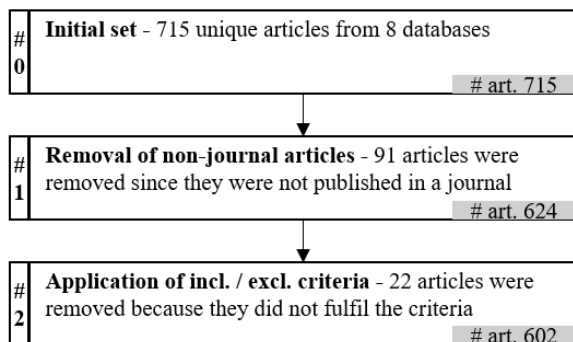 #
0
Initial set - 715 unique articles from 8 databases
# art. 715
#
1
Removal of non-journal articles - 91 articles were
removed since they were not published in a journal
# art. 624
#
2
Application of incl. / excl. criteria - 22 articles were
removed because they did not fulfil the criteria
# art. 602